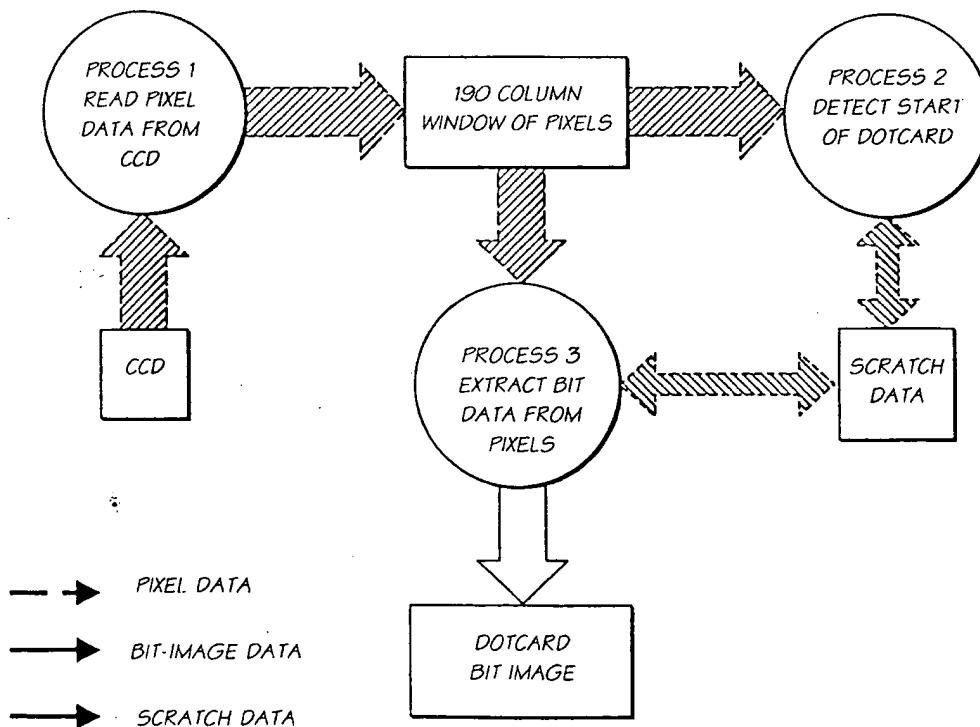 PROCESS 1
READ PIXEL
DATA FROM
CCD
190 COLUMN
WINDOW OF PIXELS
PROCESS 2
DETECT START
OF DOTCARD
CCD
PROCESS 3
EXTRACT BIT
DATA FROM
PIXELS
SCRATCH
DATA
PIXEL DATA
BIT-IMAGE DATA
SCRATCH DATA
DOTCARD
BIT IMAGE